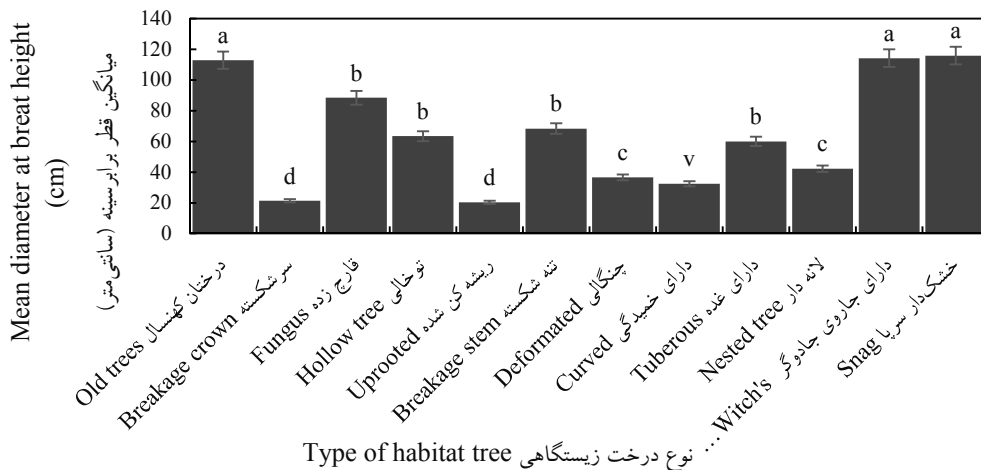 Mean diameter at breat height
(cm)
میانگین قطر برابرسینه (سانتی‌متر)
140
120
100
80
60
40
20
0
a
d
b
b
d
b
c
v
b
c
a
a
درختان کهنسال Old trees
سرشکسته Breakage crown
قارچ زده Fungus
توخالی Hollow tree
ریشه کن شده Uprooted
تنه شکسته Breakage stem
چنگالی Deformated
دارای خمیدگی Curved
دارای غده Tuberous
لانه دار Nested tree
دارای جاروی جادوگر Witch's …
خشک‌دار سرپا Snag
نوع درخت زیستگاهی Type of habitat tree